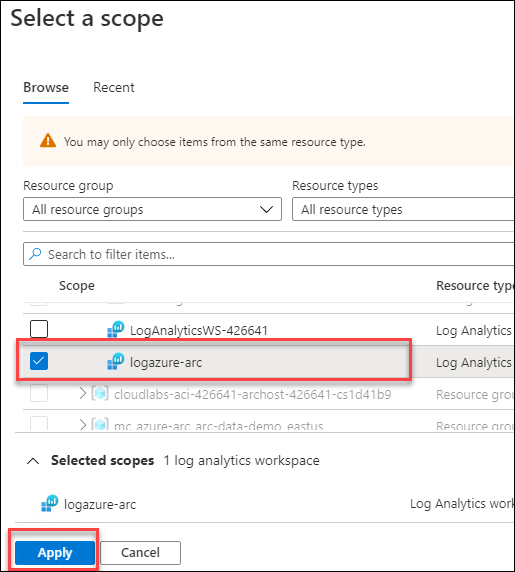 Select a scope
Browse Recent
You may only choose items from the same resource type.
Resource group Resource types
All resource groups All resource types
Search to filter items...
Scope Resource type
LogAnalyticsWS-426641 Log Analytics
logazure-arc Log Analytics
cloudlabs-aci-426641-archost-426641-cs1d41b9 Resource grou
mc_azure-arc_arc-data-demo_eastus Resource
Selected scopes 1 log analytics workspace
logazure-arc Log Analytics work
Apply Cancel